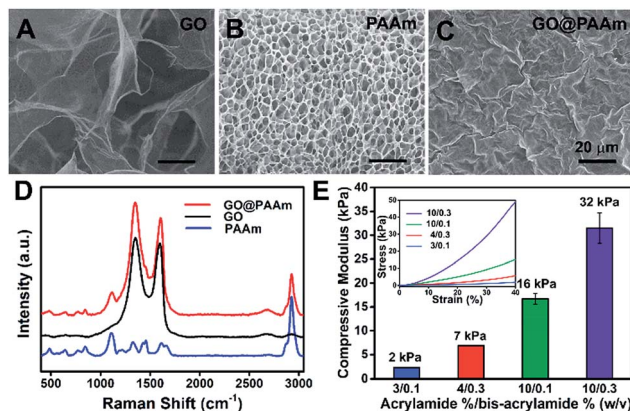 A
GO
B
PAAm
C
GO@PAAm
20 μm
D
GO@PAAm
GO
PAAm
Intensity (a.u.)
500 1000 1500 2000 2500 3000
Raman Shift (cm-1)
E
Compressive Modulus (kPa)
40
35
30
25
20
15
10
5
0
Stress (kPa)
50
40
30
20
10
0
10/0.3
10/0.1
4/0.3
3/0.1
0 10 20 30 40
Strain (%)
2 kPa
7 kPa
16 kPa
32 kPa
3/0.1 4/0.3 10/0.1 10/0.3
Acrylamide %/bis-acrylamide % (w/v)